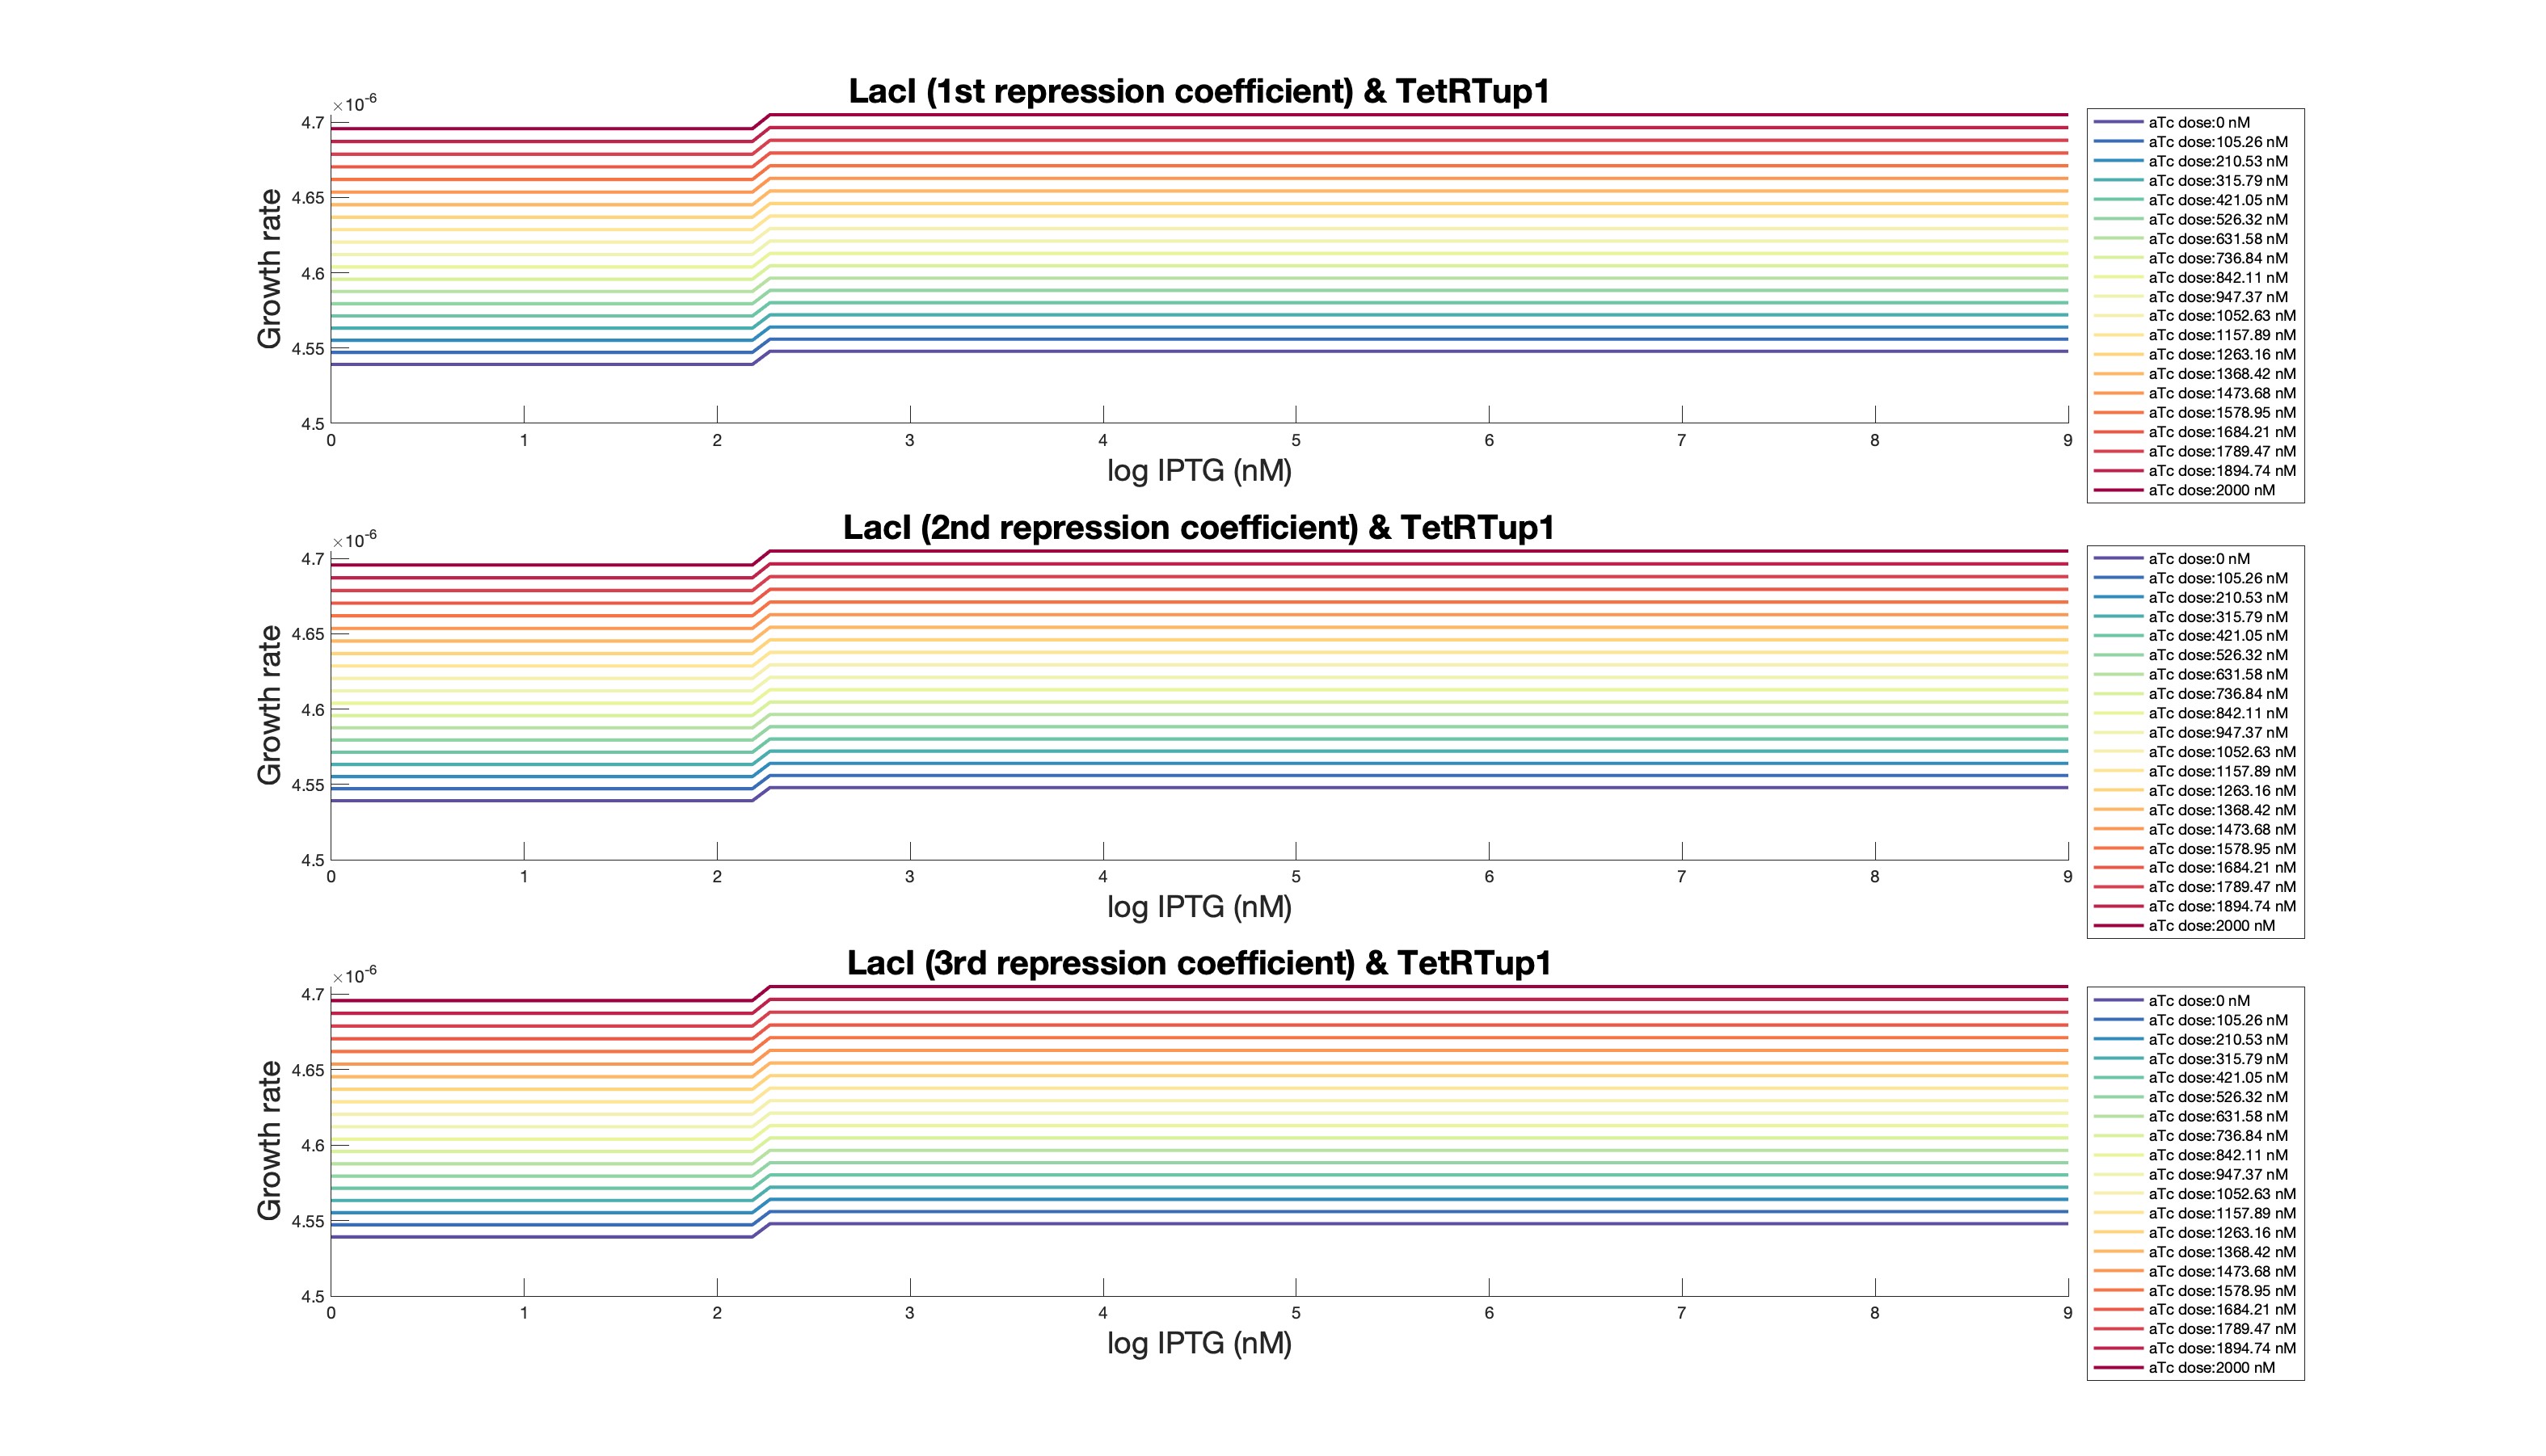 LacI (1st repression coefficient) & TetRTup1
×10-6
4.7
4.65
4.6
4.55
4.5
Growth rate
0 1 2 3 4 5 6 7 8 9
log IPTG (nM)
aTc dose:0 nM
aTc dose:105.26 nM
aTc dose:210.53 nM
aTc dose:315.79 nM
aTc dose:421.05 nM
aTc dose:526.32 nM
aTc dose:631.58 nM
aTc dose:736.84 nM
aTc dose:842.11 nM
aTc dose:947.37 nM
aTc dose:1052.63 nM
aTc dose:1157.89 nM
aTc dose:1263.16 nM
aTc dose:1368.42 nM
aTc dose:1473.68 nM
aTc dose:1578.95 nM
aTc dose:1684.21 nM
aTc dose:1789.47 nM
aTc dose:1894.74 nM
aTc dose:2000 nM
LacI (2nd repression coefficient) & TetRTup1
×10-6
4.7
4.65
4.6
4.55
4.5
Growth rate
0 1 2 3 4 5 6 7 8 9
log IPTG (nM)
aTc dose:0 nM
aTc dose:105.26 nM
aTc dose:210.53 nM
aTc dose:315.79 nM
aTc dose:421.05 nM
aTc dose:526.32 nM
aTc dose:631.58 nM
aTc dose:736.84 nM
aTc dose:842.11 nM
aTc dose:947.37 nM
aTc dose:1052.63 nM
aTc dose:1157.89 nM
aTc dose:1263.16 nM
aTc dose:1368.42 nM
aTc dose:1473.68 nM
aTc dose:1578.95 nM
aTc dose:1684.21 nM
aTc dose:1789.47 nM
aTc dose:1894.74 nM
aTc dose:2000 nM
LacI (3rd repression coefficient) & TetRTup1
×10-6
4.7
4.65
4.6
4.55
4.5
Growth rate
0 1 2 3 4 5 6 7 8 9
log IPTG (nM)
aTc dose:0 nM
aTc dose:105.26 nM
aTc dose:210.53 nM
aTc dose:315.79 nM
aTc dose:421.05 nM
aTc dose:526.32 nM
aTc dose:631.58 nM
aTc dose:736.84 nM
aTc dose:842.11 nM
aTc dose:947.37 nM
aTc dose:1052.63 nM
aTc dose:1157.89 nM
aTc dose:1263.16 nM
aTc dose:1368.42 nM
aTc dose:1473.68 nM
aTc dose:1578.95 nM
aTc dose:1684.21 nM
aTc dose:1789.47 nM
aTc dose:1894.74 nM
aTc dose:2000 nM